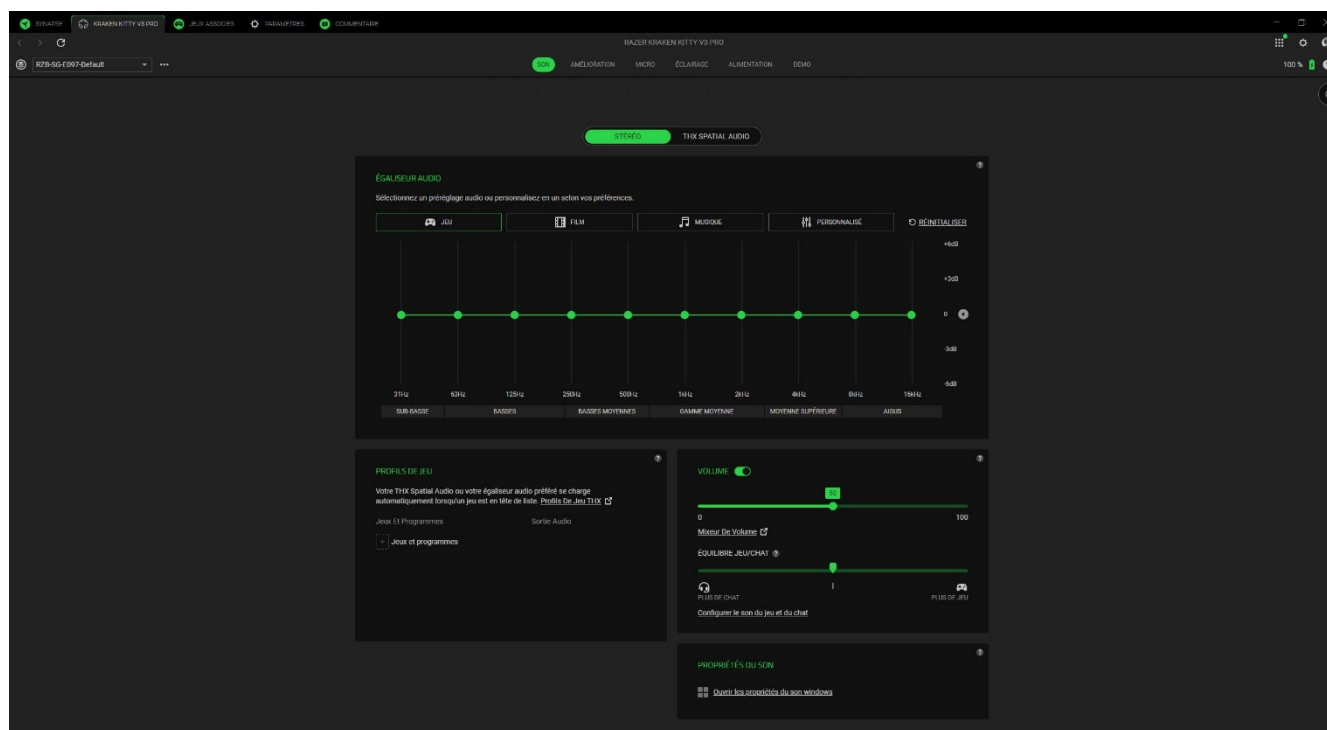 SYNAPSE KRAKEN KITTY V3 PRO JEUX ASSOCIÉS PARAMÈTRES COMMENTAIRE
RAZER KRAKEN KITTY V3 PRO
RZB-SG-E097-Default SON AMÉLIORATION MICRO ÉCLAIRAGE ALIMENTATION DEMO 100 %
STÉRÉO THX SPATIAL AUDIO
ÉGALISEUR AUDIO
Sélectionnez un préréglage audio ou personnalisez-en un selon vos préférences.
JEU FILM MUSIQUE PERSONNALISÉ RÉINITIALISER
+6dB
+3dB
0
-3dB
-6dB
31Hz 63Hz 125Hz 250Hz 500Hz 1kHz 2kHz 4kHz 8kHz 16kHz
SUB-BASSE BASSES BASSES MOYENNES GAMME MOYENNE MOYENNE SUPÉRIEURE AIGUS
PROFILS DE JEU
Votre THX Spatial Audio ou votre égaliseur audio préféré se charge
automatiquement lorsqu'un jeu est en tête de liste. Profils De Jeu THX
Jeux Et Programmes Sortie Audio
+ Jeux et programmes
VOLUME
50
0 100
Mixeur De Volume
ÉQUILIBRE JEU/CHAT
PLUS DE CHAT PLUS DE JEU
Configurer le son du jeu et du chat
PROPRIÉTÉS DU SON
Ouvrir les propriétés du son windows